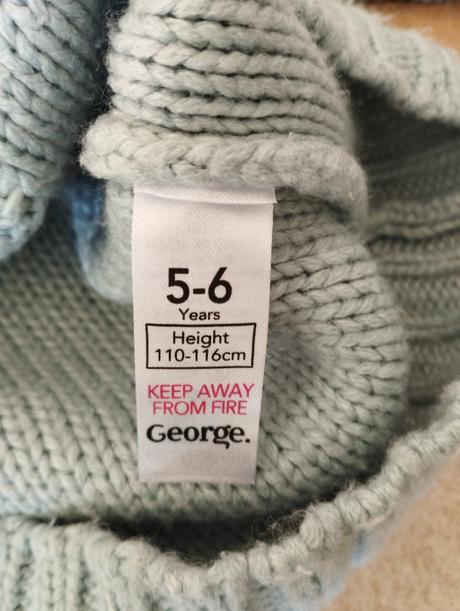 5-6
Years
Height
110-116cm
KEEP AWAY
FROM FIRE
George.